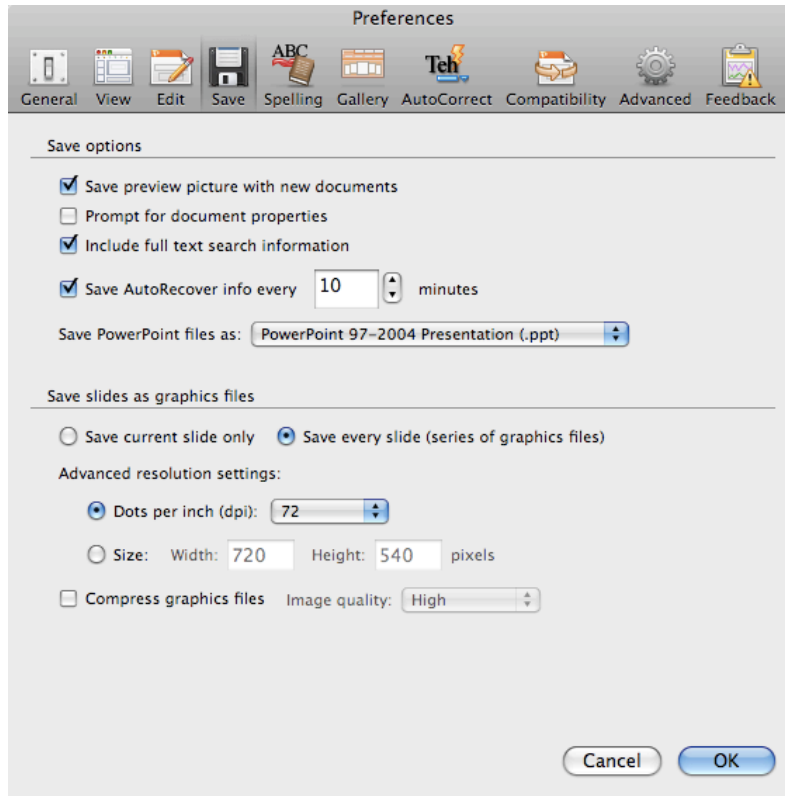 Preferences
ABC
Teh
General View Edit Save Spelling Gallery AutoCorrect Compatibility Advanced Feedback
Save options
Save preview picture with new documents
Prompt for document properties
Include full text search information
Save AutoRecover info every 10 minutes
Save PowerPoint files as: PowerPoint 97-2004 Presentation (.ppt)
Save slides as graphics files
Save current slide only Save every slide (series of graphics files)
Advanced resolution settings:
Dots per inch (dpi): 72
Size: Width: 720 Height: 540 pixels
Compress graphics files Image quality: High
Cancel OK